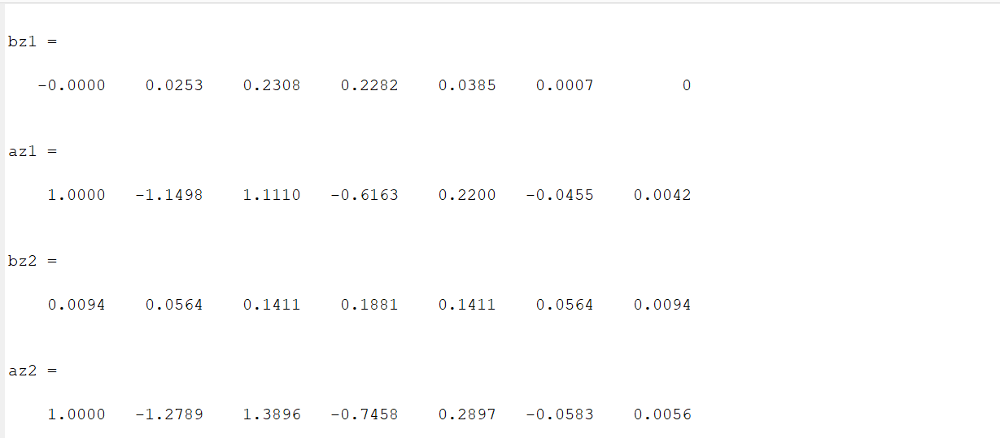 bz1 =
-0.0000 0.0253 0.2308 0.2282 0.0385 0.0007 0
az1 =
1.0000 -1.1498 1.1110 -0.6163 0.2200 -0.0455 0.0042
bz2 =
0.0094 0.0564 0.1411 0.1881 0.1411 0.0564 0.0094
az2 =
1.0000 -1.2789 1.3896 -0.7458 0.2897 -0.0583 0.0056